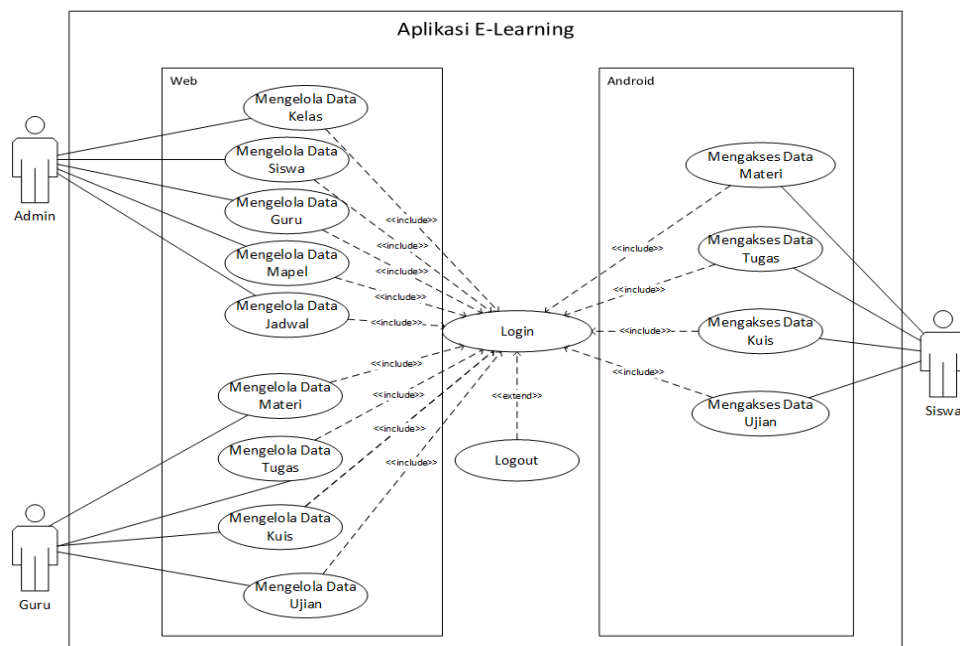 Aplikasi E-Learning
Web
Android
Mengelola Data
Kelas
Mengelola Data
Siswa
Mengelola Data
Guru
Mengelola Data
Mapel
Mengelola Data
Jadwal
Admin
<<include>>
<<include>>
<<include>>
<<include>>
<<include>>
Login
Mengakses Data
Materi
Mengakses Data
Tugas
Mengakses Data
Kuis
Mengakses Data
Ujian
<<include>>
<<include>>
<<include>>
<<include>>
Siswa
Mengelola Data
Materi
Mengelola Data
Tugas
Mengelola Data
Kuis
Mengelola Data
Ujian
<<include>>
<<include>>
<<include>>
<<include>>
<<extend>>
Logout
Guru